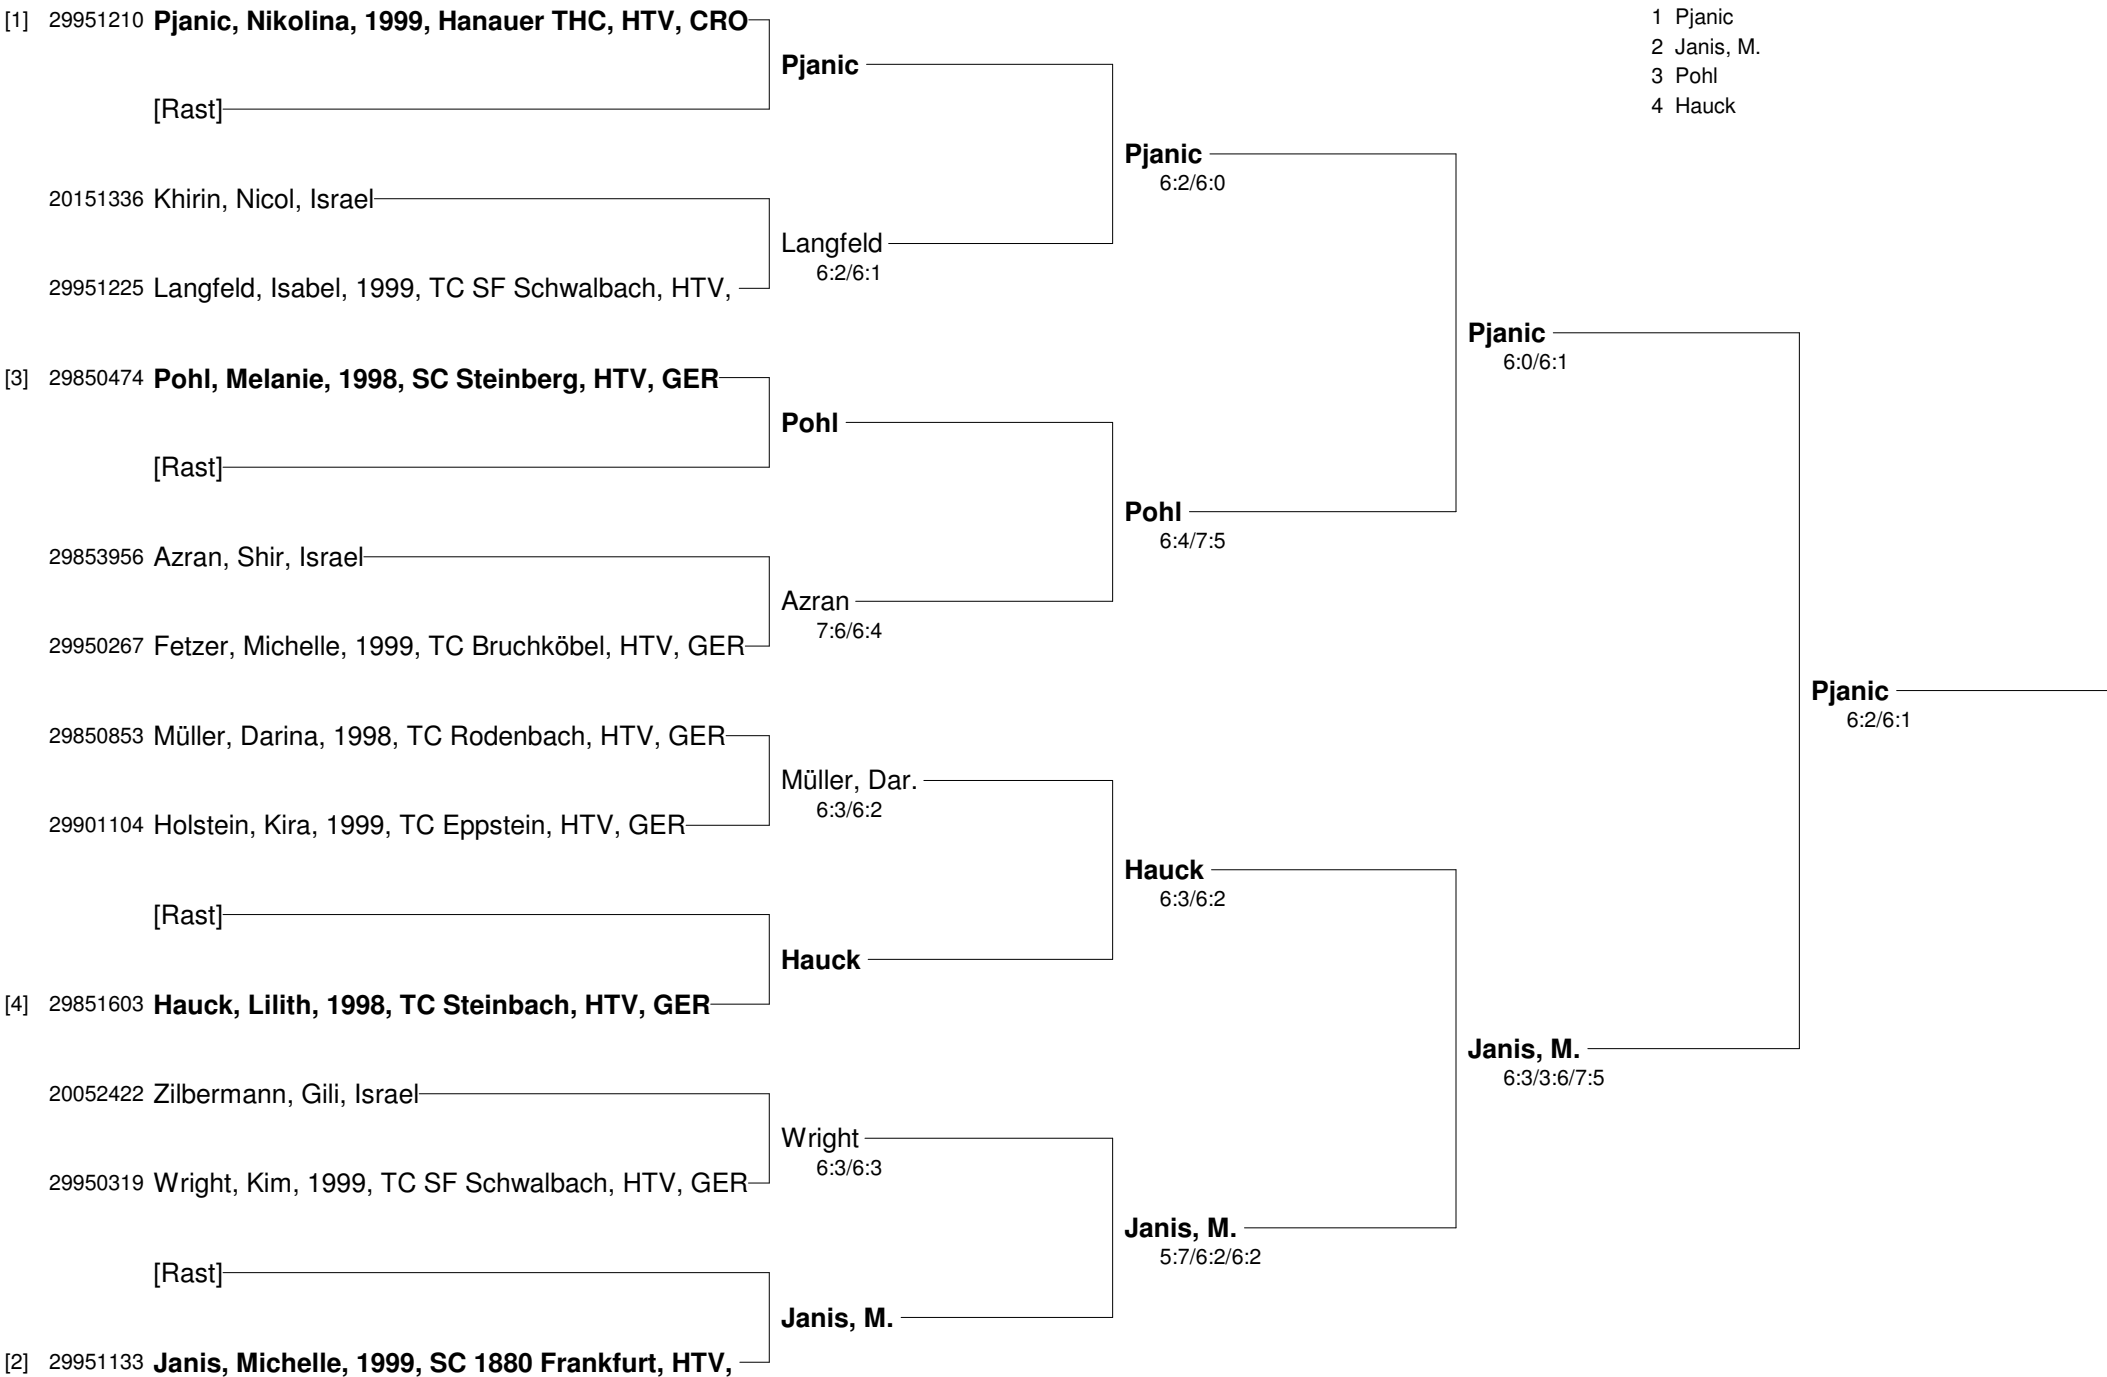 [1] 29951210 Pjanic, Nikolina, 1999, Hanauer THC, HTV, CRO
[Rast]
20151336 Khirin, Nicol, Israel
29951225 Langfeld, Isabel, 1999, TC SF Schwalbach, HTV,
[3] 29850474 Pohl, Melanie, 1998, SC Steinberg, HTV, GER
[Rast]
29853956 Azran, Shir, Israel
29950267 Fetzer, Michelle, 1999, TC Bruchköbel, HTV, GER
29850853 Müller, Darina, 1998, TC Rodenbach, HTV, GER
29901104 Holstein, Kira, 1999, TC Eppstein, HTV, GER
[Rast]
[4] 29851603 Hauck, Lilith, 1998, TC Steinbach, HTV, GER
20052422 Zilbermann, Gili, Israel
29950319 Wright, Kim, 1999, TC SF Schwalbach, HTV, GER
[Rast]
[2] 29951133 Janis, Michelle, 1999, SC 1880 Frankfurt, HTV,
Pjanic
Langfeld
6:2/6:1
Pohl
Azran
7:6/6:4
Müller, Dar.
6:3/6:2
Hauck
Wright
6:3/6:3
Janis, M.
Pjanic
6:2/6:0
Pohl
6:4/7:5
Hauck
6:3/6:2
Janis, M.
5:7/6:2/6:2
Pjanic
6:0/6:1
Janis, M.
6:3/3:6/7:5
Pjanic
6:2/6:1
1 Pjanic
2 Janis, M.
3 Pohl
4 Hauck